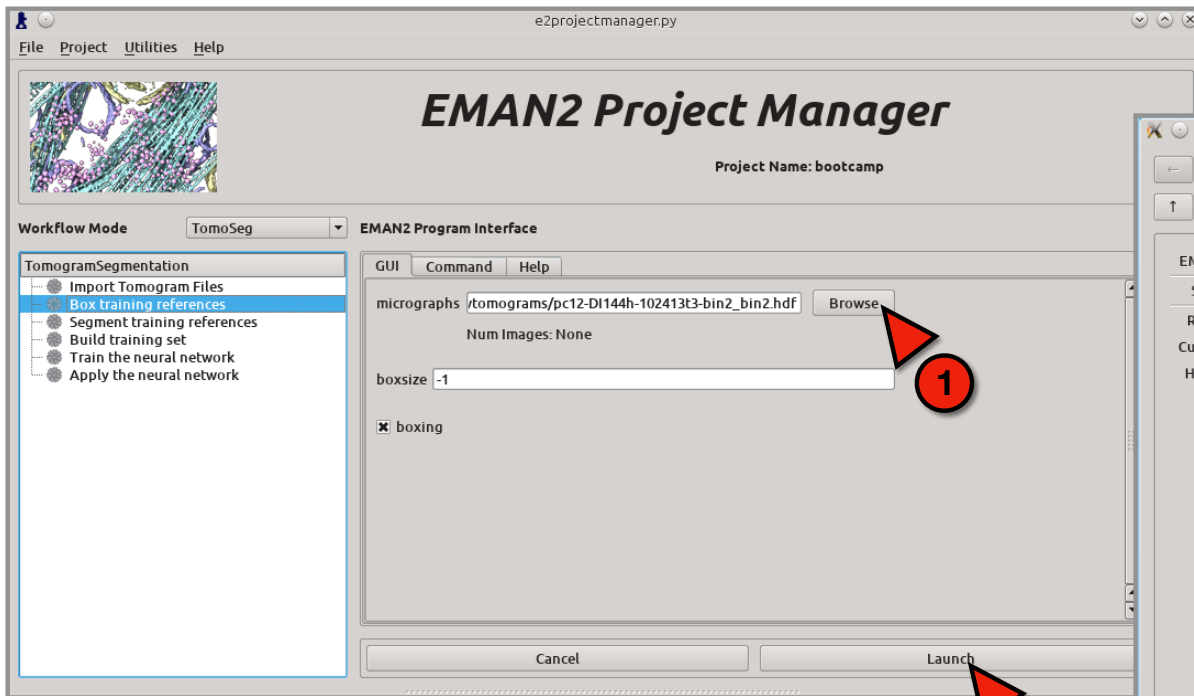 e2projectmanager.py
File Project Utilities Help
EMAN2 Project Manager
Project Name: bootcamp
Workflow Mode TomoSeg EMAN2 Program Interface
TomogramSegmentation
Import Tomogram Files
Box training references
Segment training references
Build training set
Train the neural network
Apply the neural network
GUI Command Help
micrographs /tomograms/pc12-DI144h-102413t3-bin2_bin2.hdf Browse
Num Images: None
1
boxsize -1
boxing
Cancel Launch